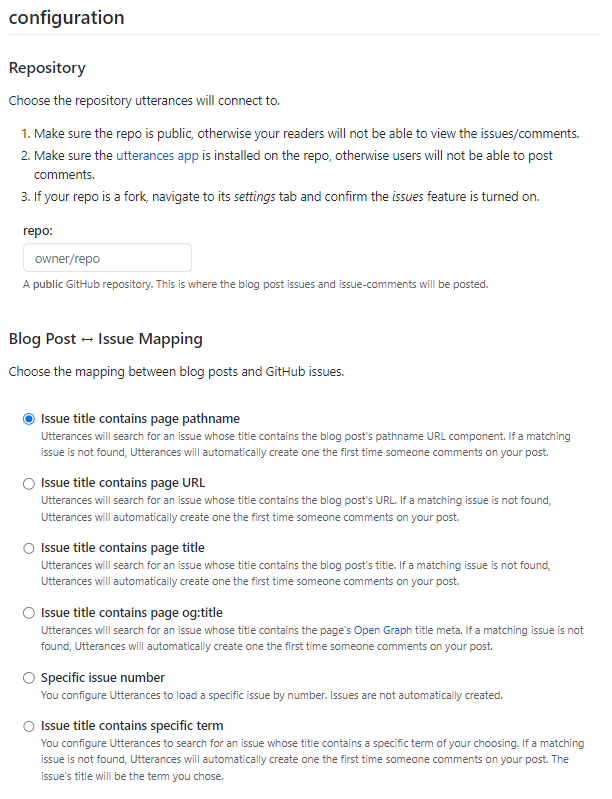 configuration
Repository
Choose the repository utterances will connect to.
1. Make sure the repo is public, otherwise your readers will not be able to view the issues/comments.
2. Make sure the utterances app is installed on the repo, otherwise users will not be able to post
comments.
3. If your repo is a fork, navigate to its settings tab and confirm the issues feature is turned on.
repo:
owner/repo
A public GitHub repository. This is where the blog post issues and issue-comments will be posted.
Blog Post ↔ Issue Mapping
Choose the mapping between blog posts and GitHub issues.
Issue title contains page pathname
Utterances will search for an issue whose title contains the blog post's pathname URL component. If a matching
issue is not found, Utterances will automatically create one the first time someone comments on your post.
Issue title contains page URL
Utterances will search for an issue whose title contains the blog post's URL. If a matching issue is not found,
Utterances will automatically create one the first time someone comments on your post.
Issue title contains page title
Utterances will search for an issue whose title contains the blog post's title. If a matching issue is not found,
Utterances will automatically create one the first time someone comments on your post.
Issue title contains page og:title
Utterances will search for an issue whose title contains the page's Open Graph title meta. If a matching issue is not
found, Utterances will automatically create one the first time someone comments on your post.
Specific issue number
You configure Utterances to load a specific issue by number. Issues are not automatically created.
Issue title contains specific term
You configure Utterances to search for an issue whose title contains a specific term of your choosing. If a matching
issue is not found, Utterances will automatically create one the first time someone comments on your post. The
issue's title will be the term you chose.